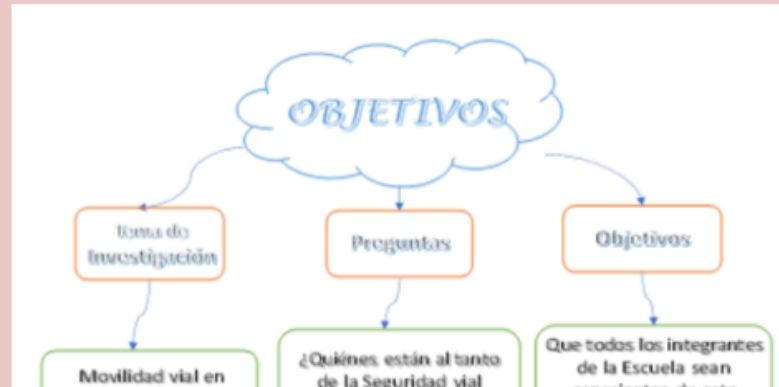 OBJETIVOS
Tema de
Investigación
Preguntas
Objetivos
Movilidad vial en
¿Quiénes están al tanto
de la Seguridad vial
Que todos los integrantes
de la Escuela sean